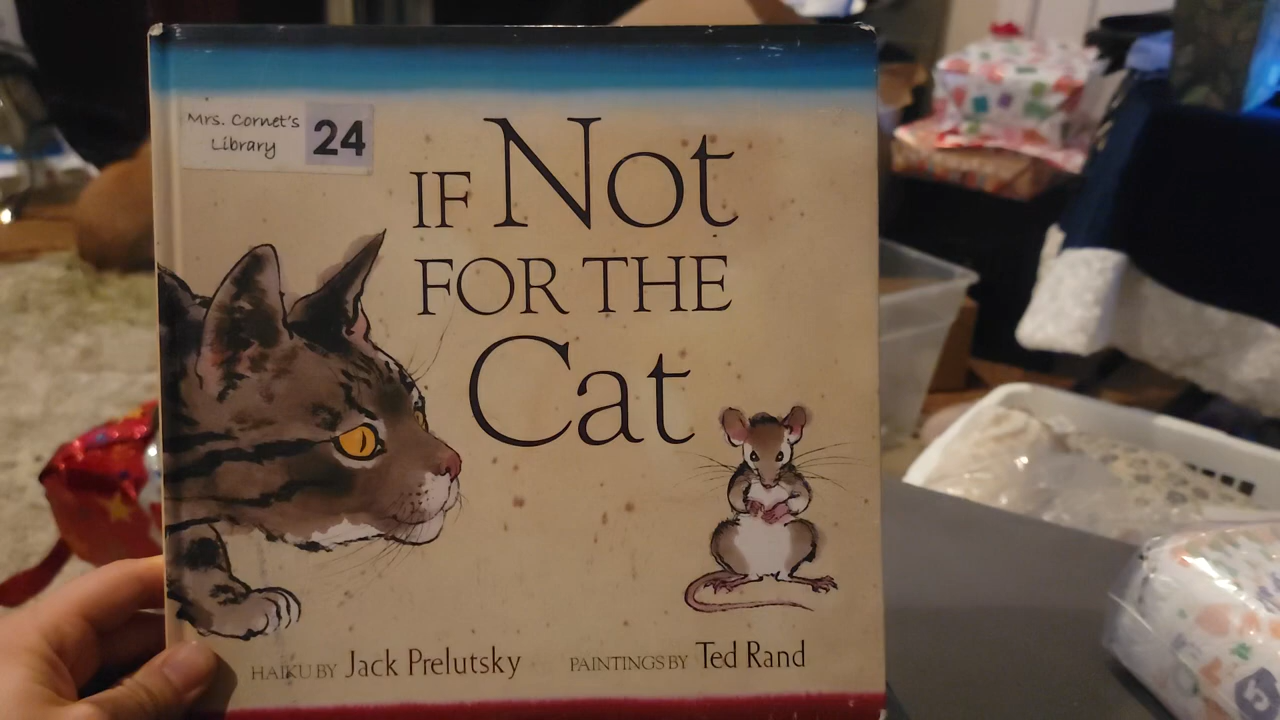 Mrs. Cornet's
Library
24
IF Not
FOR THE
Cat
HAIKU BY Jack Prelutsky
PAINTINGS BY Ted Rand